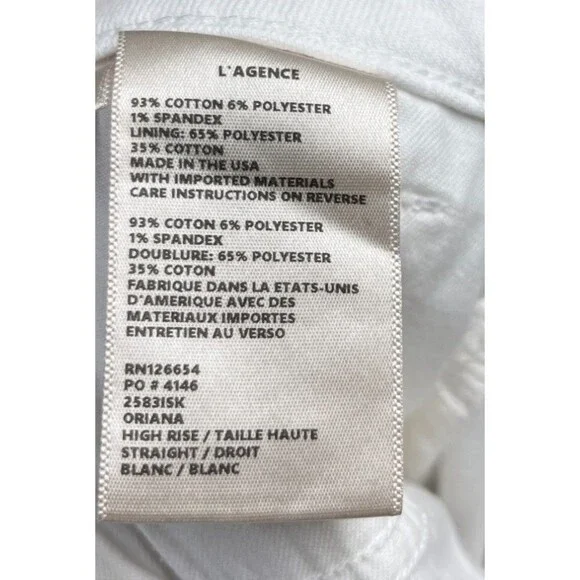 L'AGENCE
93% COTTON 6% POLYESTER
1% SPANDEX
LINING: 65% POLYESTER
35% COTTON
MADE IN THE USA
WITH IMPORTED MATERIALS
CARE INSTRUCTIONS ON REVERSE
93% COTON 6% POLYESTER
1% SPANDEX
DOUBLURE: 65% POLYESTER
35% COTON
FABRIQUE DANS LA ETATS-UNIS
D'AMERIQUE AVEC DES
MATERIAUX IMPORTES
ENTRETIEN AU VERSO
RN126654
PO # 4146
2583ISK
ORIANA
HIGH RISE / TAILLE HAUTE
STRAIGHT / DROIT
BLANC / BLANC